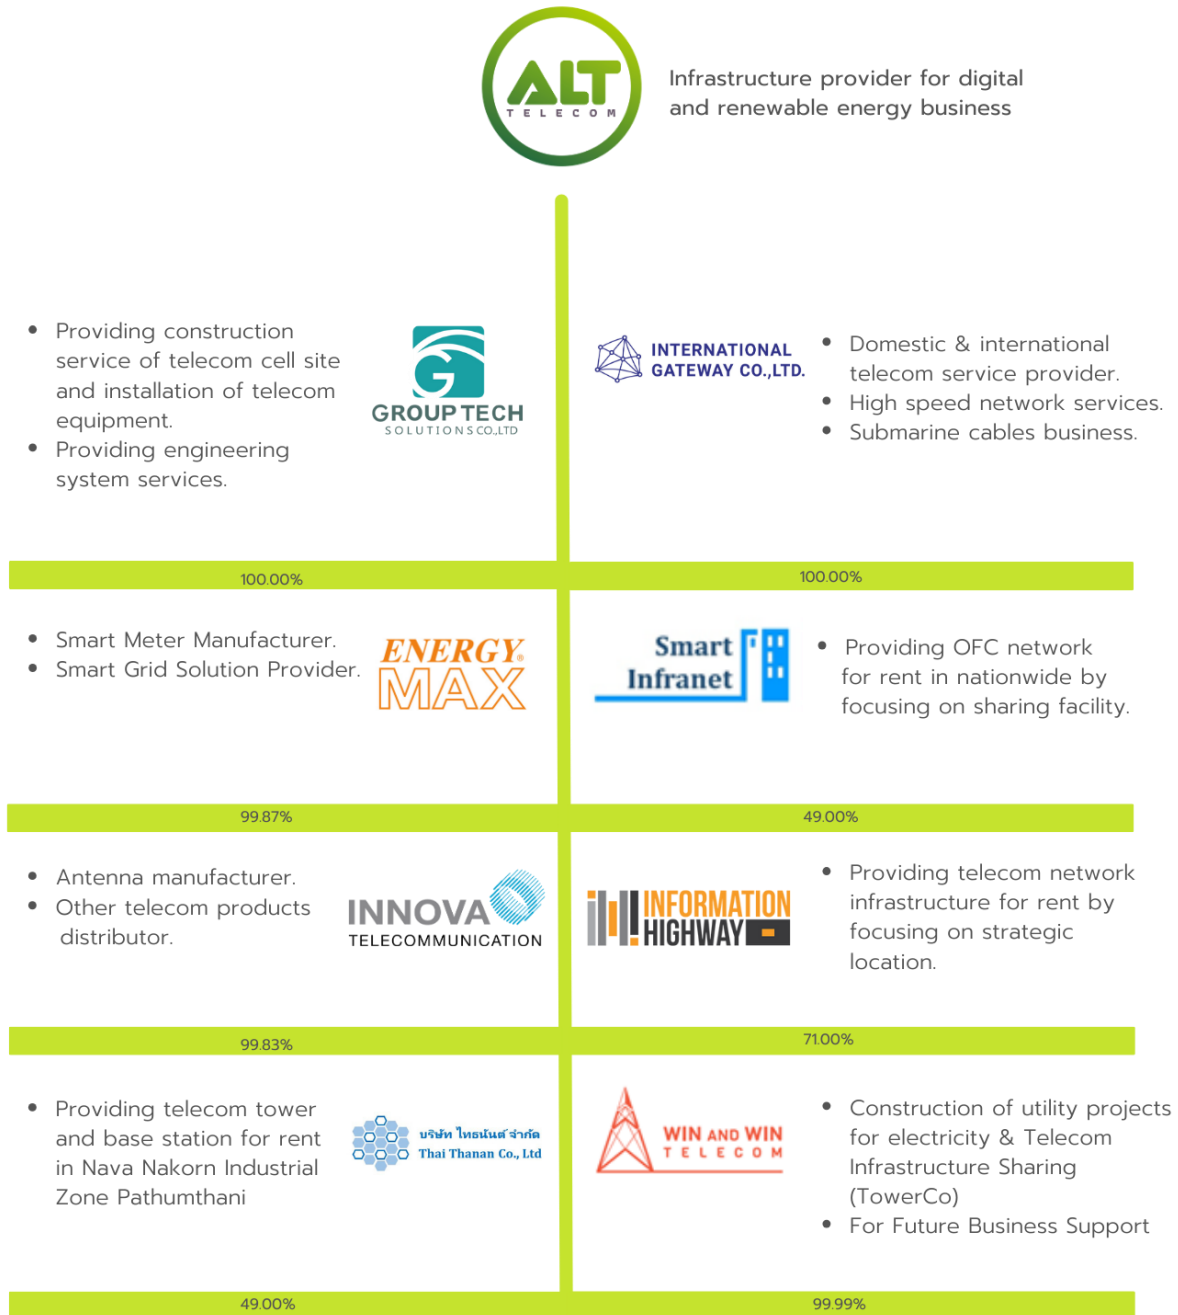 ALT
TELECOM
Infrastructure provider for digital
and renewable energy business
• Providing construction
service of telecom cell site
and installation of telecom
equipment.
• Providing engineering
system services.
G
GROUP TECH
SOLUTIONS CO.,LTD
INTERNATIONAL
GATEWAY CO.,LTD.
• Domestic & international
telecom service provider.
• High speed network services.
• Submarine cables business.
100.00%
100.00%
• Smart Meter Manufacturer.
• Smart Grid Solution Provider.
ENERGY®
MAX
Smart
Infranet
• Providing OFC network
for rent in nationwide by
focusing on sharing facility.
99.87%
49.00%
• Antenna manufacturer.
• Other telecom products
distributor.
INNOVA
TELECOMMUNICATION
INFORMATION
HIGHWAY
• Providing telecom network
infrastructure for rent by
focusing on strategic
location.
99.83%
71.00%
• Providing telecom tower
and base station for rent
in Nava Nakorn Industrial
Zone Pathumthani
บริษัท ไทธนันต์ จำกัด
Thai Thanan Co., Ltd
WIN AND WIN
TELECOM
• Construction of utility projects
for electricity & Telecom
Infrastructure Sharing
(TowerCo)
• For Future Business Support
49.00%
99.99%